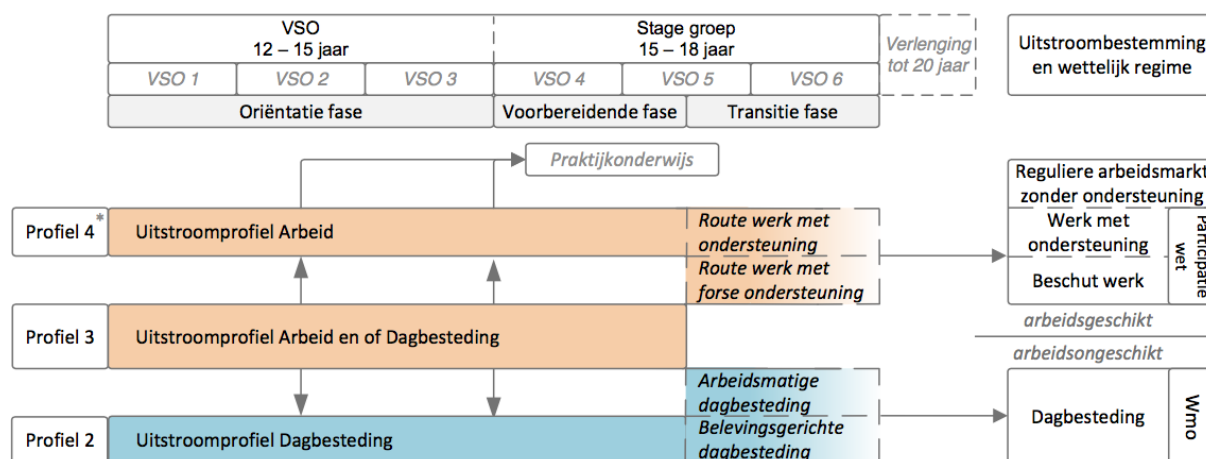 VSO
12 – 15 jaar
Stage groep
15 – 18 jaar
Verlenging
tot 20 jaar
Uitstroombestemming
en wettelijk regime
VSO 1
VSO 2
VSO 3
VSO 4
VSO 5
VSO 6
Oriëntatie fase
Voorbereidende fase
Transitie fase
Praktijkonderwijs
Reguliere arbeidsmarkt
zonder ondersteuning
Profiel 4*
Uitstroomprofiel Arbeid
Route werk met
ondersteuning
Route werk met
forse ondersteuning
Werk met
ondersteuning
Beschut werk
Participatie
wet
Profiel 3
Uitstroomprofiel Arbeid en of Dagbesteding
arbeidsgeschikt
arbeidsongeschikt
Arbeidsmatige
dagbesteding
Profiel 2
Uitstroomprofiel Dagbesteding
Belevingsgerichte
dagbesteding
Dagbesteding
Wmo